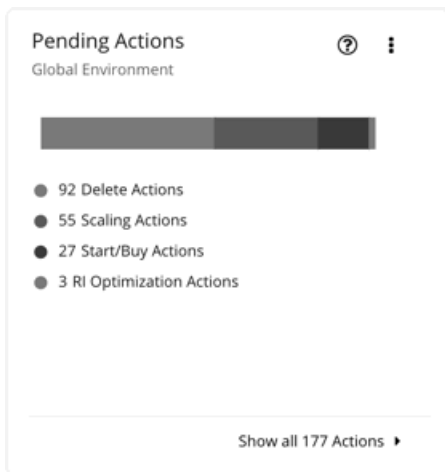 Pending Actions
Global Environment
92 Delete Actions
55 Scaling Actions
27 Start/Buy Actions
3 RI Optimization Actions
Show all 177 Actions